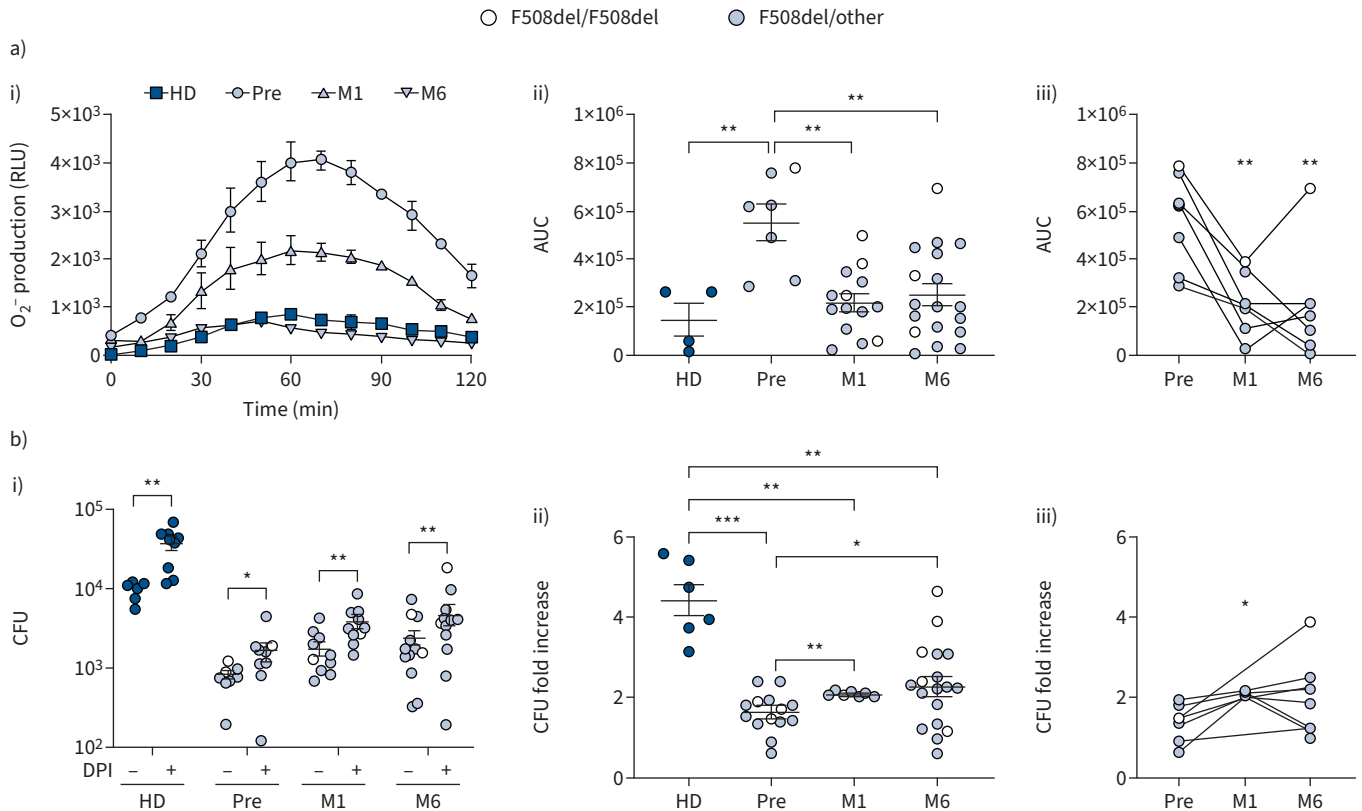 F508del/F508del F508del/other
a)
i) HD Pre M1 M6
O₂⁻ production (RLU)
5×10³
4×10³
3×10³
2×10³
1×10³
0
0 30 60 90 120
Time (min)
ii)
AUC
1×10⁶
8×10⁵
6×10⁵
4×10⁵
2×10⁵
0
**
** **
HD Pre M1 M6
iii)
AUC
1×10⁶
8×10⁵
6×10⁵
4×10⁵
2×10⁵
0
** **
Pre M1 M6
b)
i)
CFU
10⁵
10⁴
10³
10²
**
*
**
**
DPI – + – + – + – +
HD Pre M1 M6
ii)
CFU fold increase
6
4
2
0
**
**
***
*
**
HD Pre M1 M6
iii)
CFU fold increase
6
4
2
0
*
Pre M1 M6